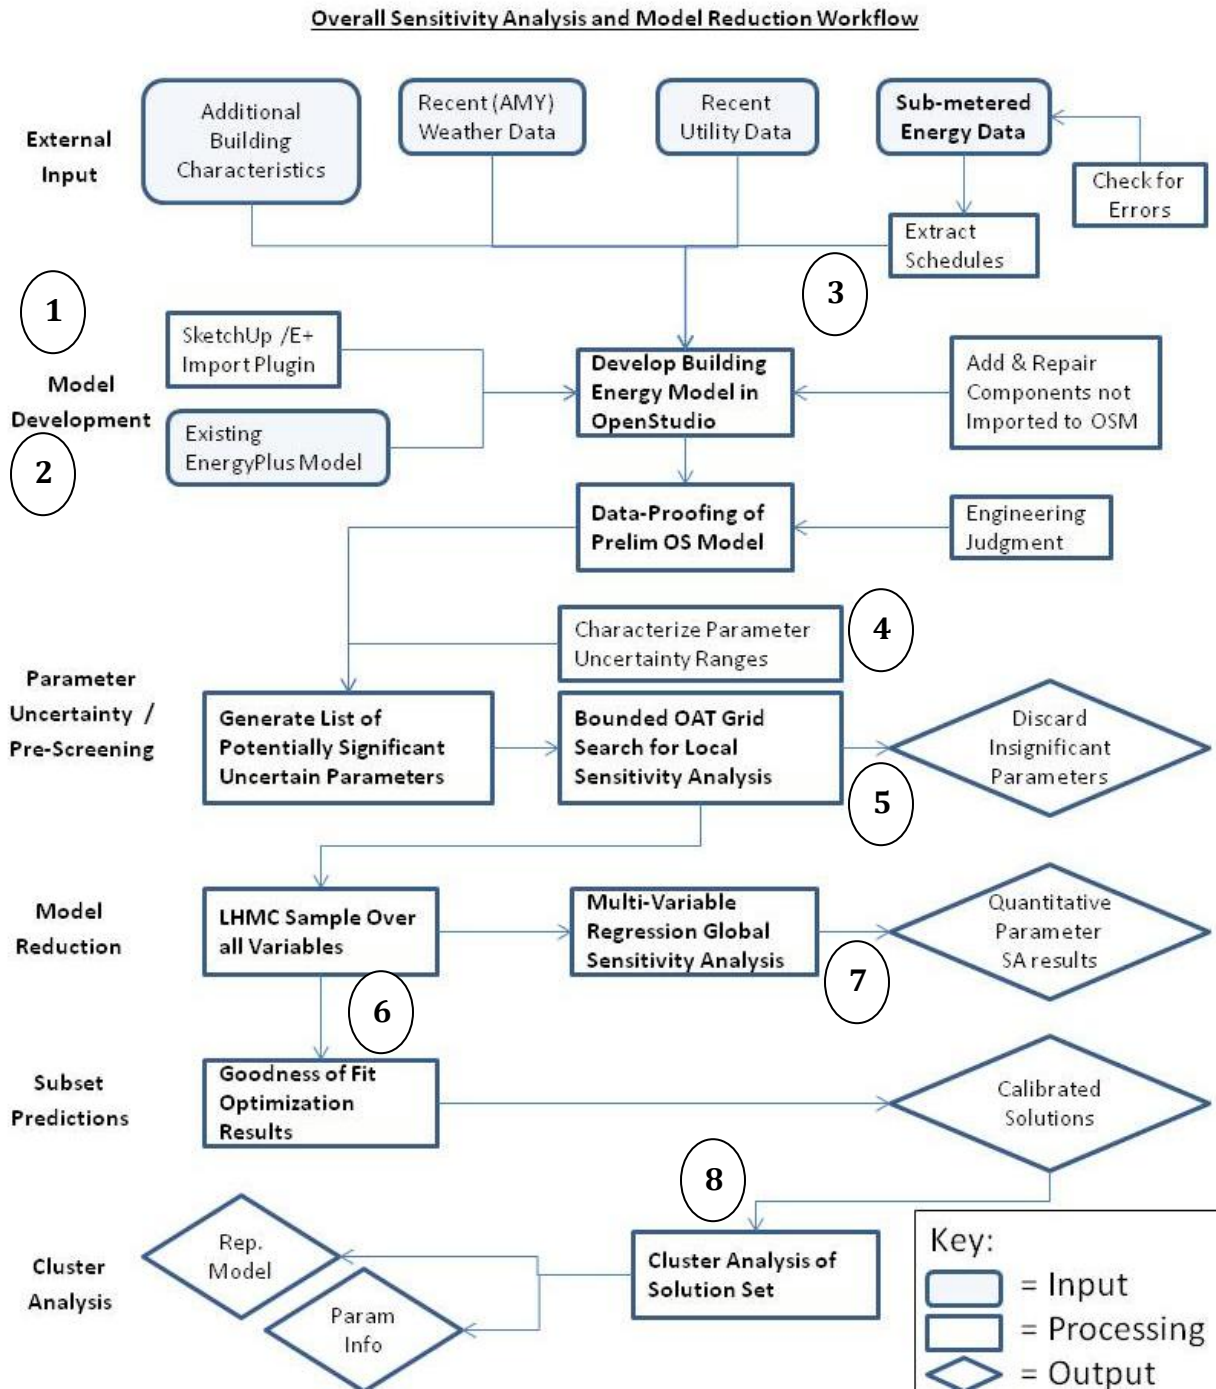 Overall Sensitivity Analysis and Model Reduction Workflow
External
Input
Additional
Building
Characteristics
Recent (AMY)
Weather Data
Recent
Utility Data
Sub-metered
Energy Data
Check for
Errors
Extract
Schedules
1
3
Model
Development
2
SketchUp /E+
Import Plugin
Existing
EnergyPlus Model
Develop Building
Energy Model in
OpenStudio
Add & Repair
Components not
Imported to OSM
Data-Proofing of
Prelim OS Model
Engineering
Judgment
Characterize Parameter
Uncertainty Ranges
4
Parameter
Uncertainty /
Pre-Screening
Generate List of
Potentially Significant
Uncertain Parameters
Bounded OAT Grid
Search for Local
Sensitivity Analysis
5
Discard
Insignificant
Parameters
Model
Reduction
LHMC Sample Over
all Variables
Multi-Variable
Regression Global
Sensitivity Analysis
7
Quantitative
Parameter
SA results
6
Subset
Predictions
Goodness of Fit
Optimization
Results
Calibrated
Solutions
8
Cluster
Analysis
Rep.
Model
Param
Info
Cluster Analysis of
Solution Set
Key:
= Input
= Processing
= Output